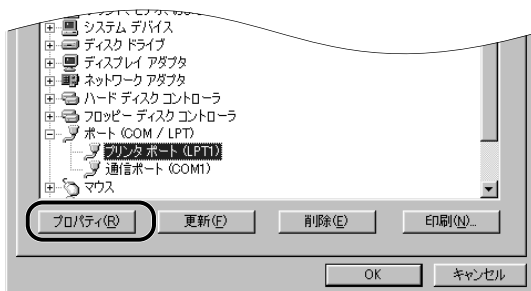 システム デバイス
ディスク ドライブ
ディスプレイ アダプタ
ネットワーク アダプタ
ハード ディスク コントローラ
フロッピー ディスク コントローラ
ポート (COM / LPT)
プリンタ ポート (LPT1)
通信ポート (COM1)
マウス
プロパティ(R) 更新(F) 削除(E) 印刷(N)...
OK キャンセル